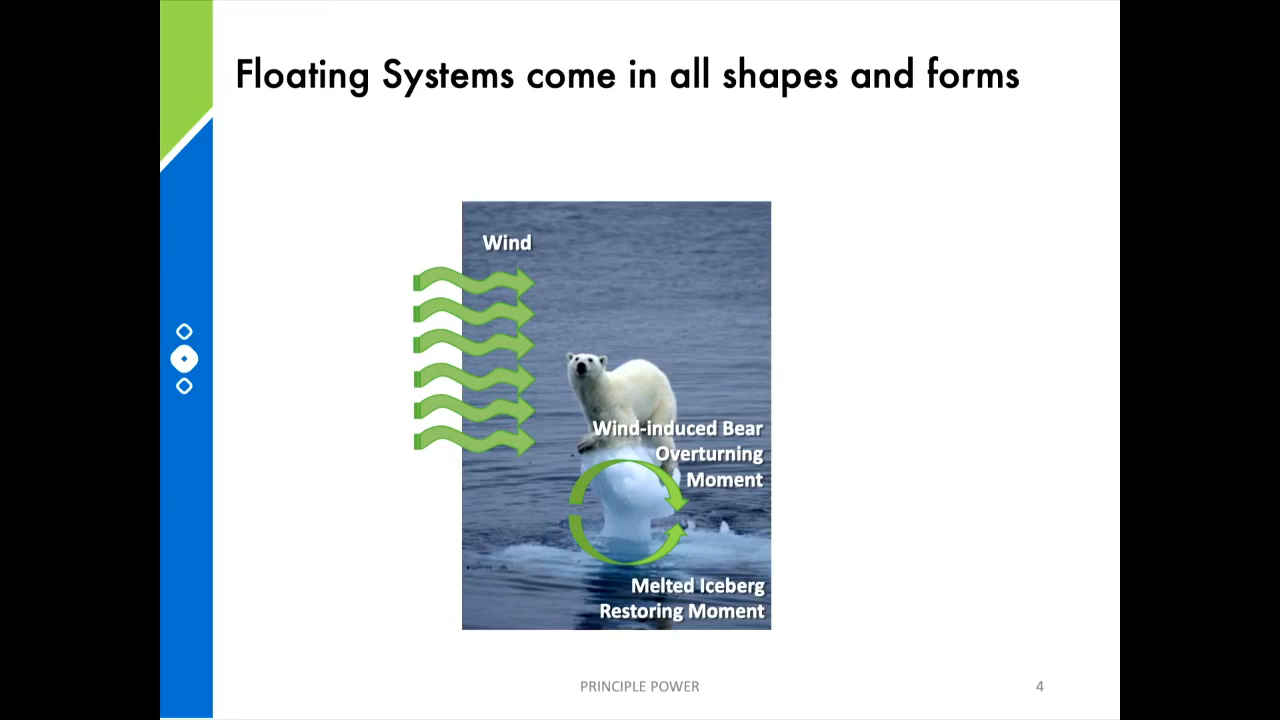 Floating Systems come in all shapes and forms
Wind
Wind-induced Bear
Overturning
Moment
Melted Iceberg
Restoring Moment
PRINCIPLE POWER
4